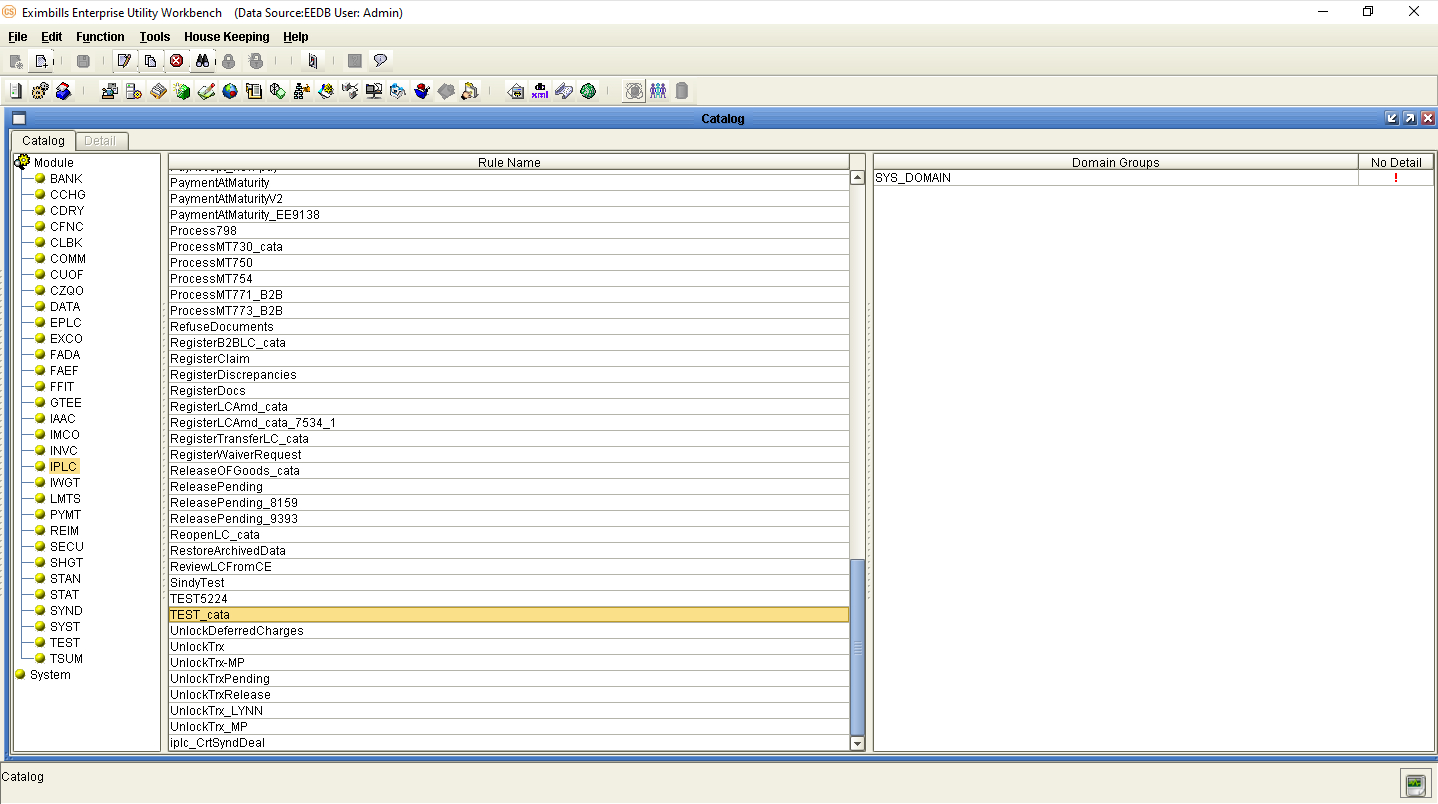 Eximbills Enterprise Utility Workbench (Data Source:EEDB User: Admin)
File Edit Function Tools House Keeping Help
Catalog
Catalog Detail
Module
BANK
CCHG
CDRY
CFNC
CLBK
COMM
CUOF
CZQO
DATA
EPLC
EXCO
FADA
FAEF
FFIT
GTEE
IAAC
IMCO
INVC
IPLC
IWGT
LMTS
PYMT
REIM
SECU
SHGT
STAN
STAT
SYND
SYST
TEST
TSUM
System
Rule Name
PaymentAtMaturity
PaymentAtMaturityV2
PaymentAtMaturity_EE9138
Process798
ProcessMT730_cata
ProcessMT750
ProcessMT754
ProcessMT771_B2B
ProcessMT773_B2B
RefuseDocuments
RegisterB2BLC_cata
RegisterClaim
RegisterDiscrepancies
RegisterDocs
RegisterLCAmd_cata
RegisterLCAmd_cata_7534_1
RegisterTransferLC_cata
RegisterWaiverRequest
ReleaseOFGoods_cata
ReleasePending
ReleasePending_8159
ReleasePending_9393
ReopenLC_cata
RestoreArchivedData
ReviewLCFromCE
SindyTest
TEST5224
TEST_cata
UnlockDeferredCharges
UnlockTrx
UnlockTrx-MP
UnlockTrxPending
UnlockTrxRelease
UnlockTrx_LYNN
UnlockTrx_MP
iplc_CrtSyndDeal
Domain Groups No Detail
SYS_DOMAIN !
Catalog